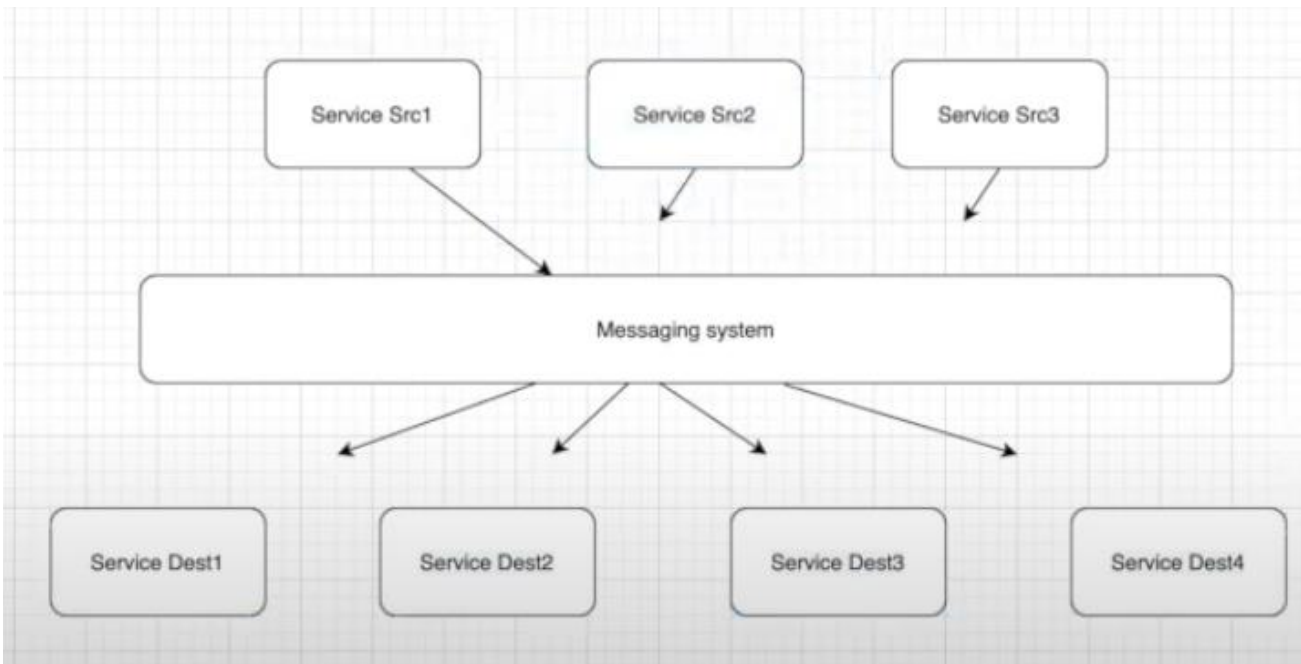 Service Src1
Service Src2
Service Src3
Messaging system
Service Dest1
Service Dest2
Service Dest3
Service Dest4